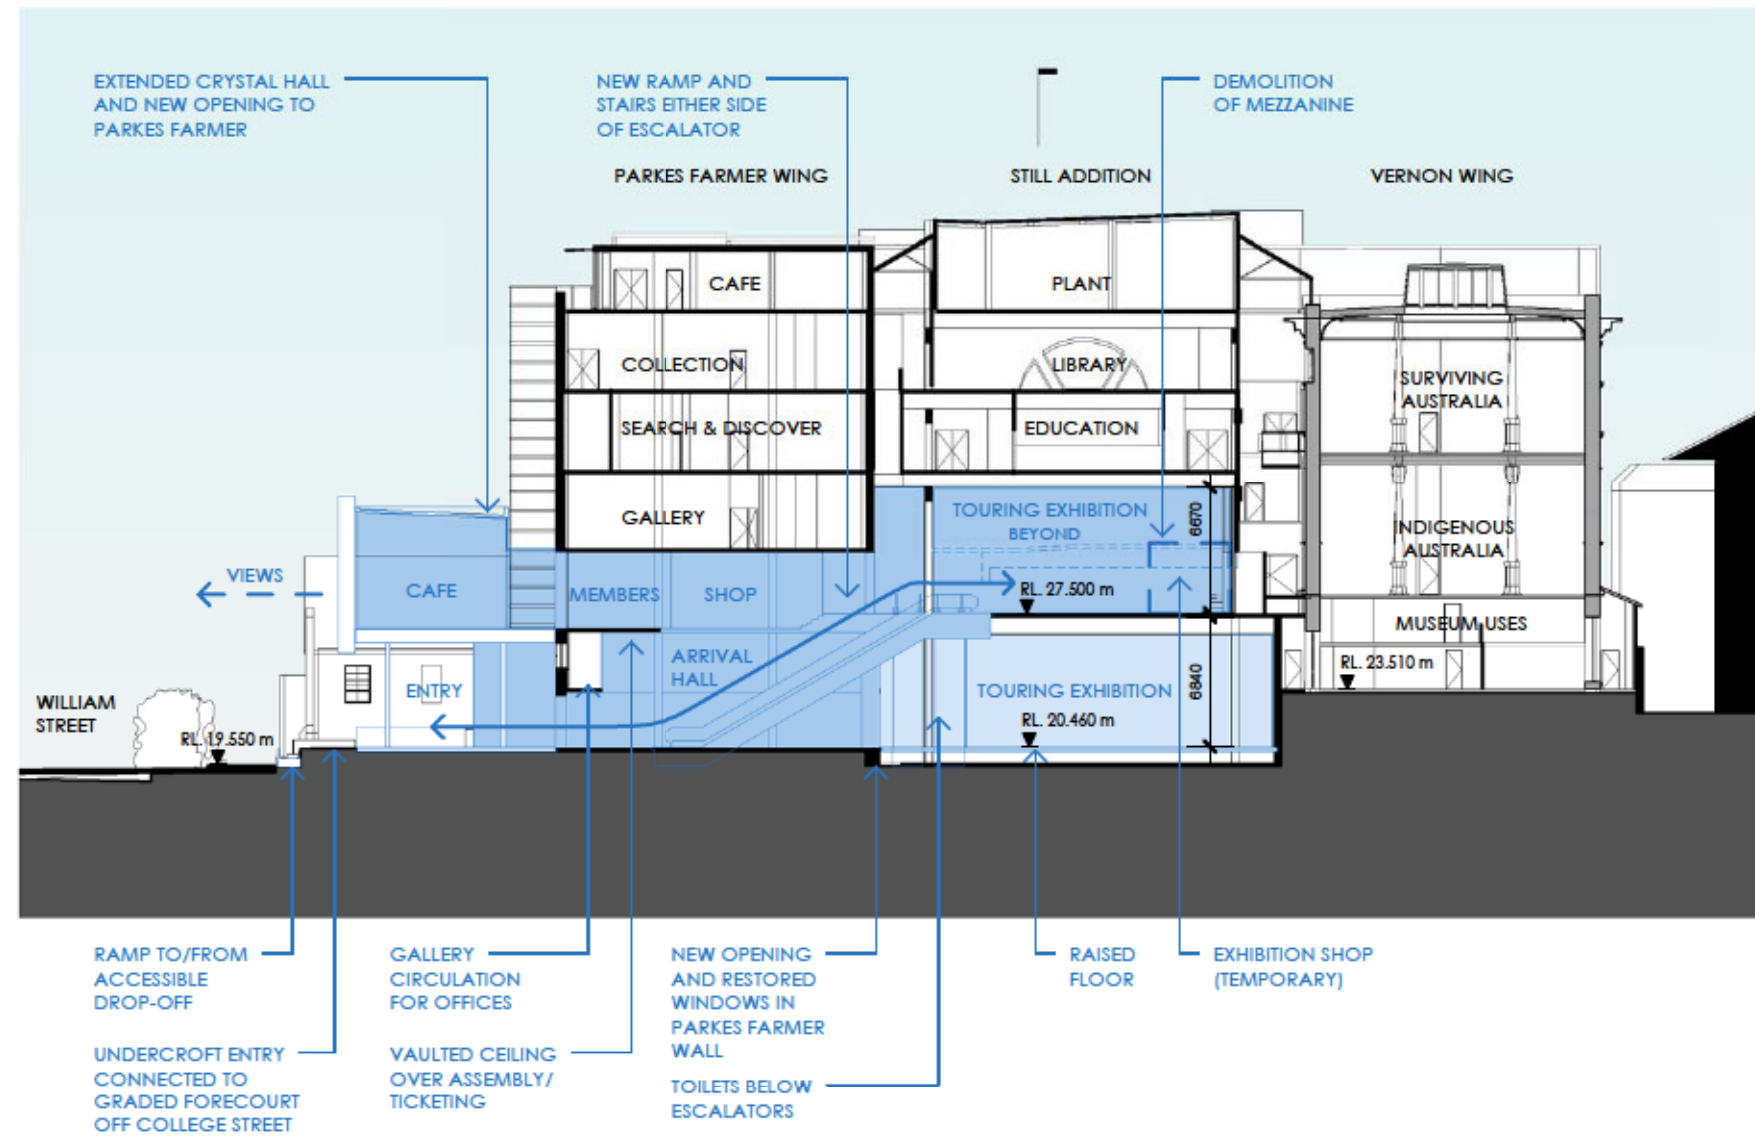 EXTENDED CRYSTAL HALL
AND NEW OPENING TO
PARKES FARMER
NEW RAMP AND
STAIRS EITHER SIDE
OF ESCALATOR
DEMOLITION
OF MEZZANINE
PARKES FARMER WING
STILL ADDITION
VERNON WING
CAFE
PLANT
COLLECTION
LIBRARY
SURVIVING
AUSTRALIA
SEARCH & DISCOVER
EDUCATION
GALLERY
TOURING EXHIBITION
BEYOND
6670
INDIGENOUS
AUSTRALIA
VIEWS
CAFE
MEMBERS
SHOP
RL. 27.500 m
MUSEUM USES
ARRIVAL
HALL
RL. 23.510 m
ENTRY
TOURING EXHIBITION
6840
WILLIAM
STREET
RL. 19.550 m
RL. 20.460 m
RAMP TO/FROM
ACCESSIBLE
DROP-OFF
GALLERY
CIRCULATION
FOR OFFICES
NEW OPENING
AND RESTORED
WINDOWS IN
PARKES FARMER
WALL
RAISED
FLOOR
EXHIBITION SHOP
(TEMPORARY)
UNDERCROFT ENTRY
CONNECTED TO
GRADED FORECOURT
OFF COLLEGE STREET
VAULTED CEILING
OVER ASSEMBLY/
TICKETING
TOILETS BELOW
ESCALATORS